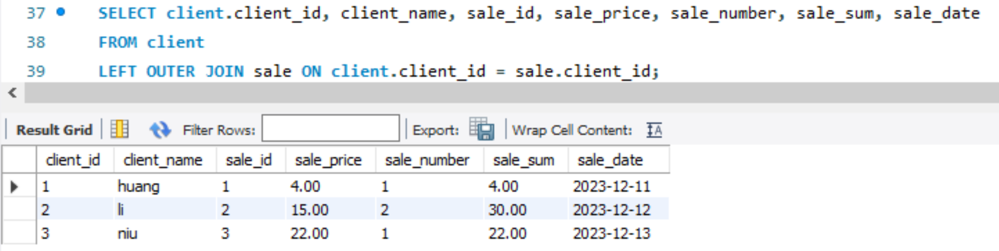 37 SELECT client.client_id, client_name, sale_id, sale_price, sale_number, sale_sum, sale_date
38 FROM client
39 LEFT OUTER JOIN sale ON client.client_id = sale.client_id;
Result Grid Filter Rows: Export: Wrap Cell Content:
client_id client_name sale_id sale_price sale_number sale_sum sale_date
1 huang 1 4.00 1 4.00 2023-12-11
2 li 2 15.00 2 30.00 2023-12-12
3 niu 3 22.00 1 22.00 2023-12-13